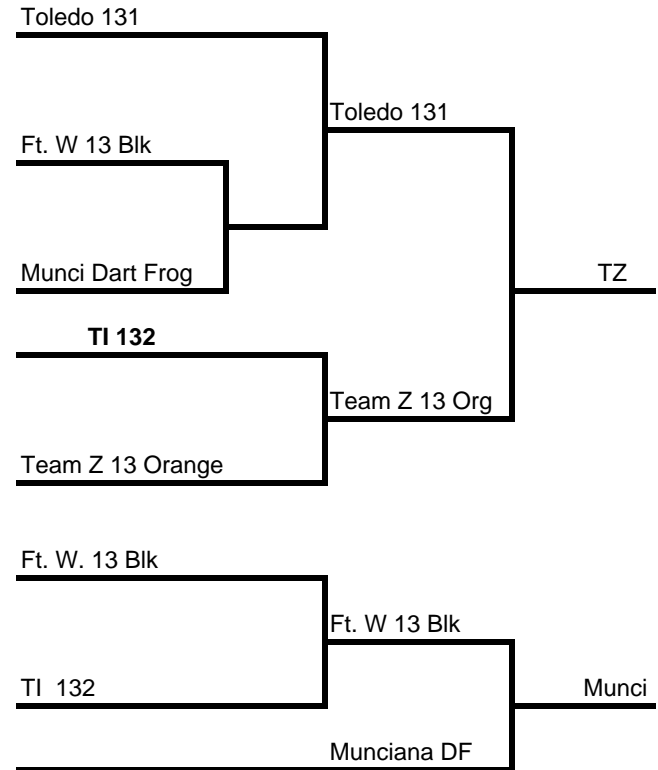 Toledo 131
Toledo 131
Ft. W 13 Blk
Munci Dart Frog
TZ
TI 132
Team Z 13 Org
Team Z 13 Orange
Ft. W. 13 Blk
Ft. W 13 Blk
TI  132
Munci
Munciana DF